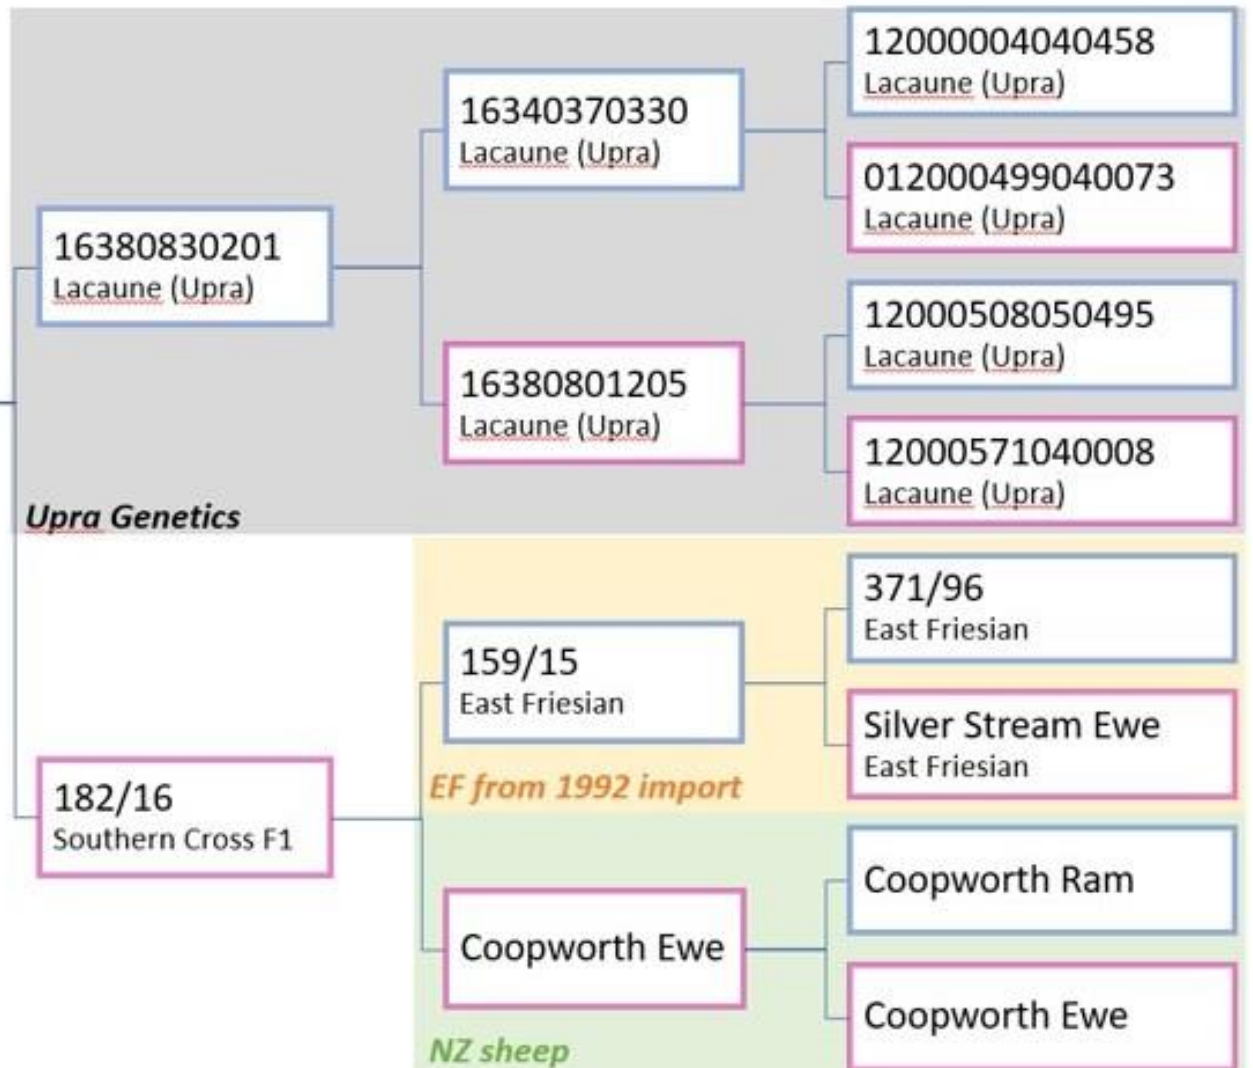 12000004040458
Lacaune (Upra)
16340370330
Lacaune (Upra)
012000499040073
Lacaune (Upra)
16380830201
Lacaune (Upra)
12000508050495
Lacaune (Upra)
16380801205
Lacaune (Upra)
12000571040008
Lacaune (Upra)
Upra Genetics
371/96
East Friesian
159/15
East Friesian
Silver Stream Ewe
East Friesian
EF from 1992 import
182/16
Southern Cross F1
Coopworth Ram
Coopworth Ewe
Coopworth Ewe
NZ sheep